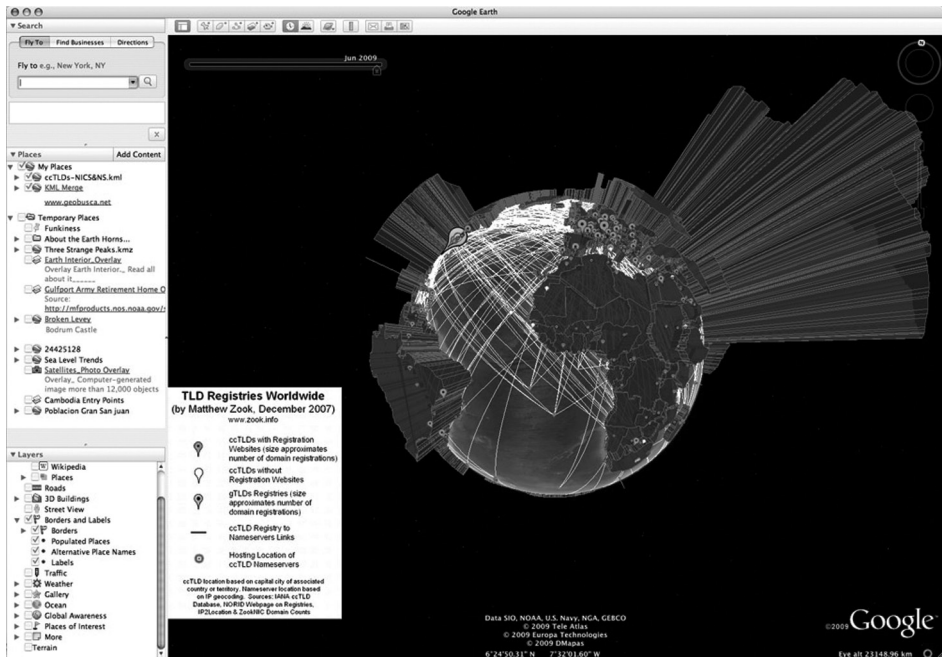 Google Earth
Search
Fly To
Find Businesses
Directions
Fly to e.g., New York, NY
Places
Add Content
My Places
ccTLDs-NICS&NS.kml
KML Merge
www.geobusca.net
Temporary Places
Funkiness
About the Earth Horns...
Three Strange Peaks.kmz
Earth Interior_Overlay
Overlay Earth Interior._ Read all
about it______
Gulfport Army Retirement Home O
Source:
http://mfproducts.nos.noaa.gov/s
Broken Levey
Bodrum Castle
24425128
Sea Level Trends
Satellites_Photo Overlay
Overlay_ Computer-generated
image more than 12,000 objects
Cambodia Entry Points
Poblacion Gran San juan
Layers
Wikipedia
Places
Roads
3D Buildings
Street View
Borders and Labels
Borders
Populated Places
Alternative Place Names
Labels
Traffic
Weather
Gallery
Ocean
Global Awareness
Places of Interest
More
Terrain
Jun 2009
N
TLD Registries Worldwide
(by Matthew Zook, December 2007)
www.zook.info
ccTLDs with Registration
Websites (size approximates
number of domain registrations)
ccTLDs without
Registration Websites
gTLDs Registries (size
approximates number of
domain registrations)
ccTLD Registry to
Nameservers Links
Hosting Location of
ccTLD Nameservers
ccTLD location based on capital city of associated
country or territory. Nameserver location based
on IP geocoding. Sources: IANA ccTLD
Database, NORID Webpage on Registries,
IP2Location & ZookNIC Domain Counts
Data SIO, NOAA, U.S. Navy, NGA, GEBCO
© 2009 Tele Atlas
© 2009 Europa Technologies
© 2009 DMapas
6°24'50.31" N 7°32'01.60" W
©2009 Google
Eye alt 23148.96 km